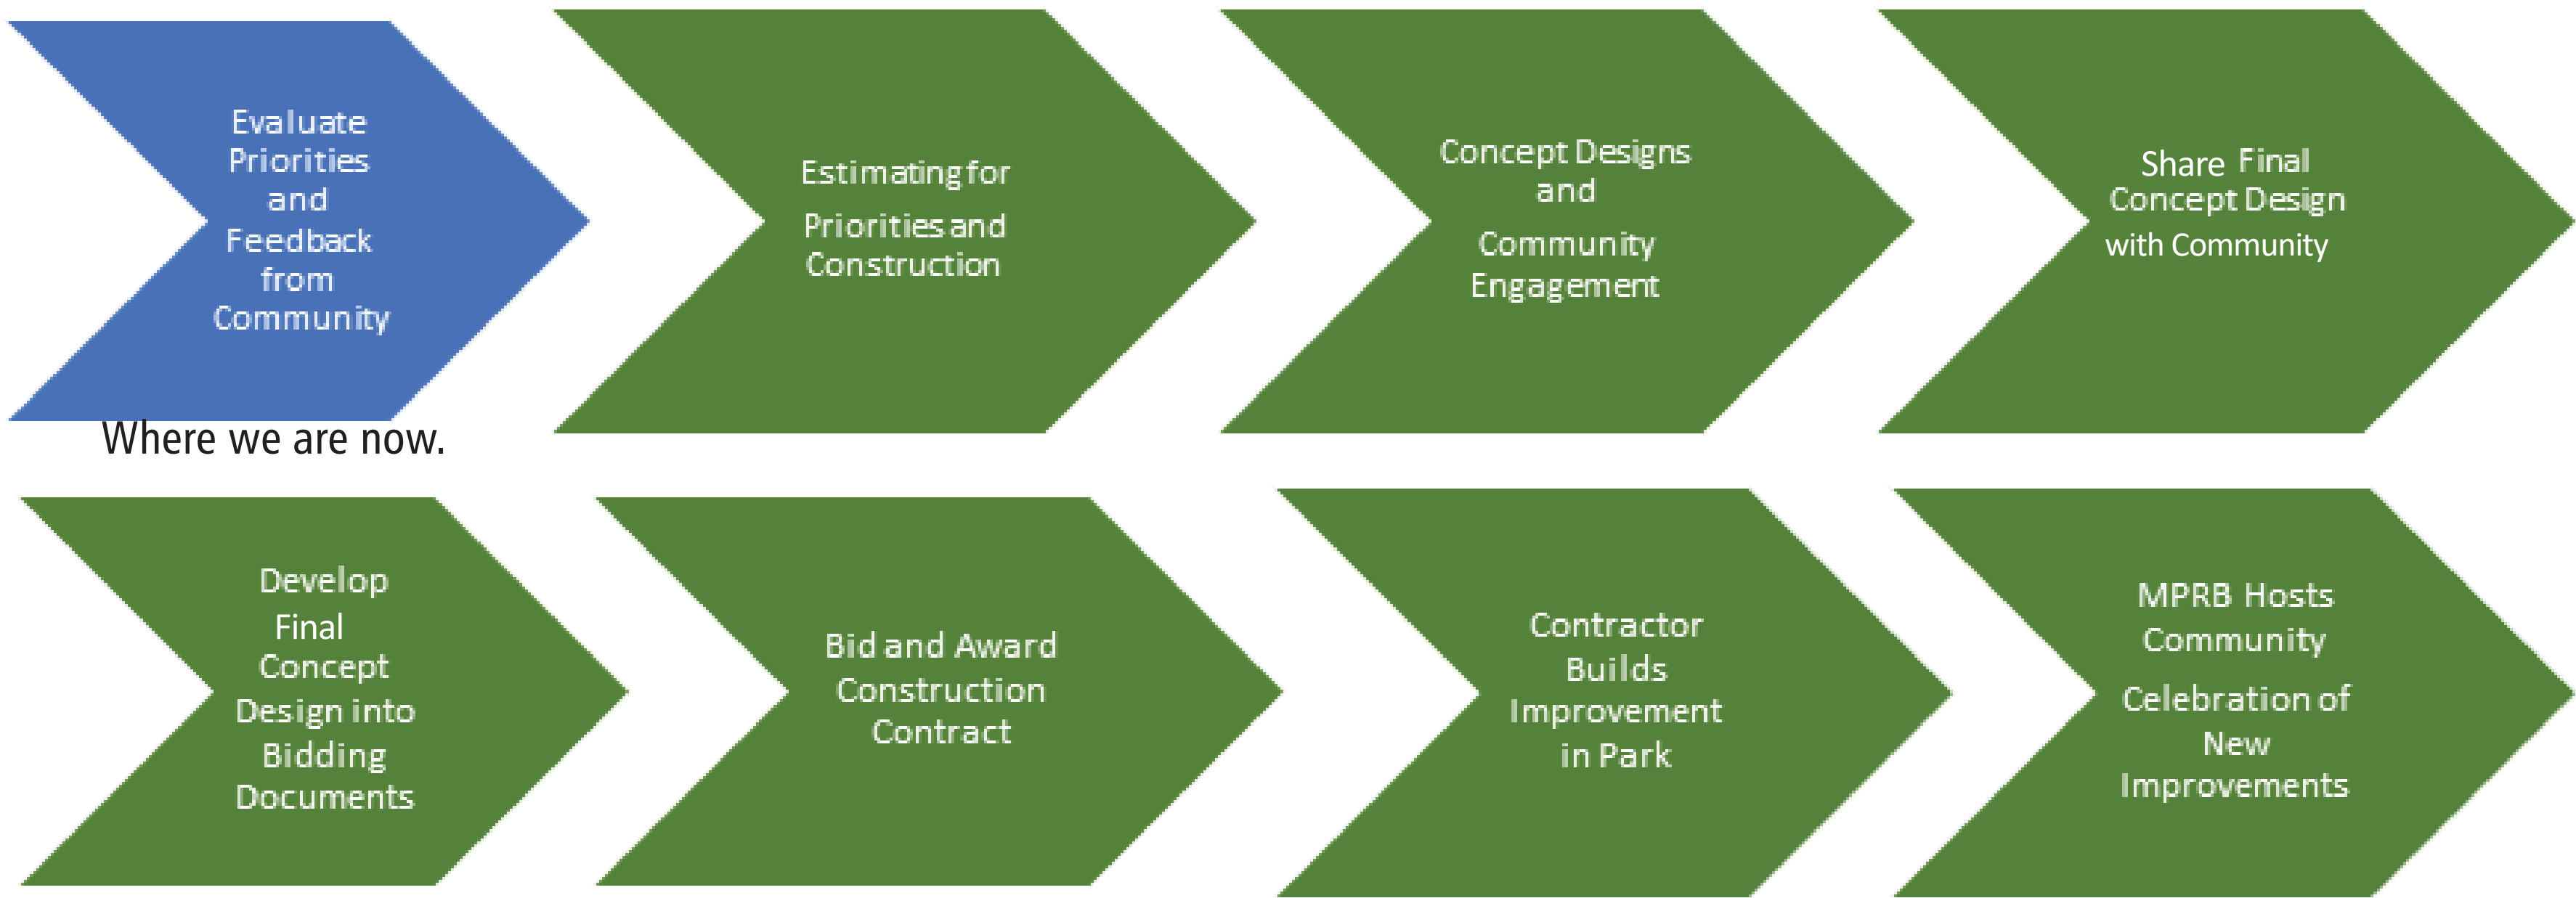 Evaluate
Priorities
and
Feedback
from
Community
Where we are now.
Estimating for
Priorities and
Construction
Concept Designs
and
Community
Engagement
Share Final
Concept Design
with Community
Develop
Final
Concept
Design into
Bidding
Documents
Bid and Award
Construction
Contract
Contractor
Builds
Improvement
in Park
MPRB Hosts
Community
Celebration of
New
Improvements